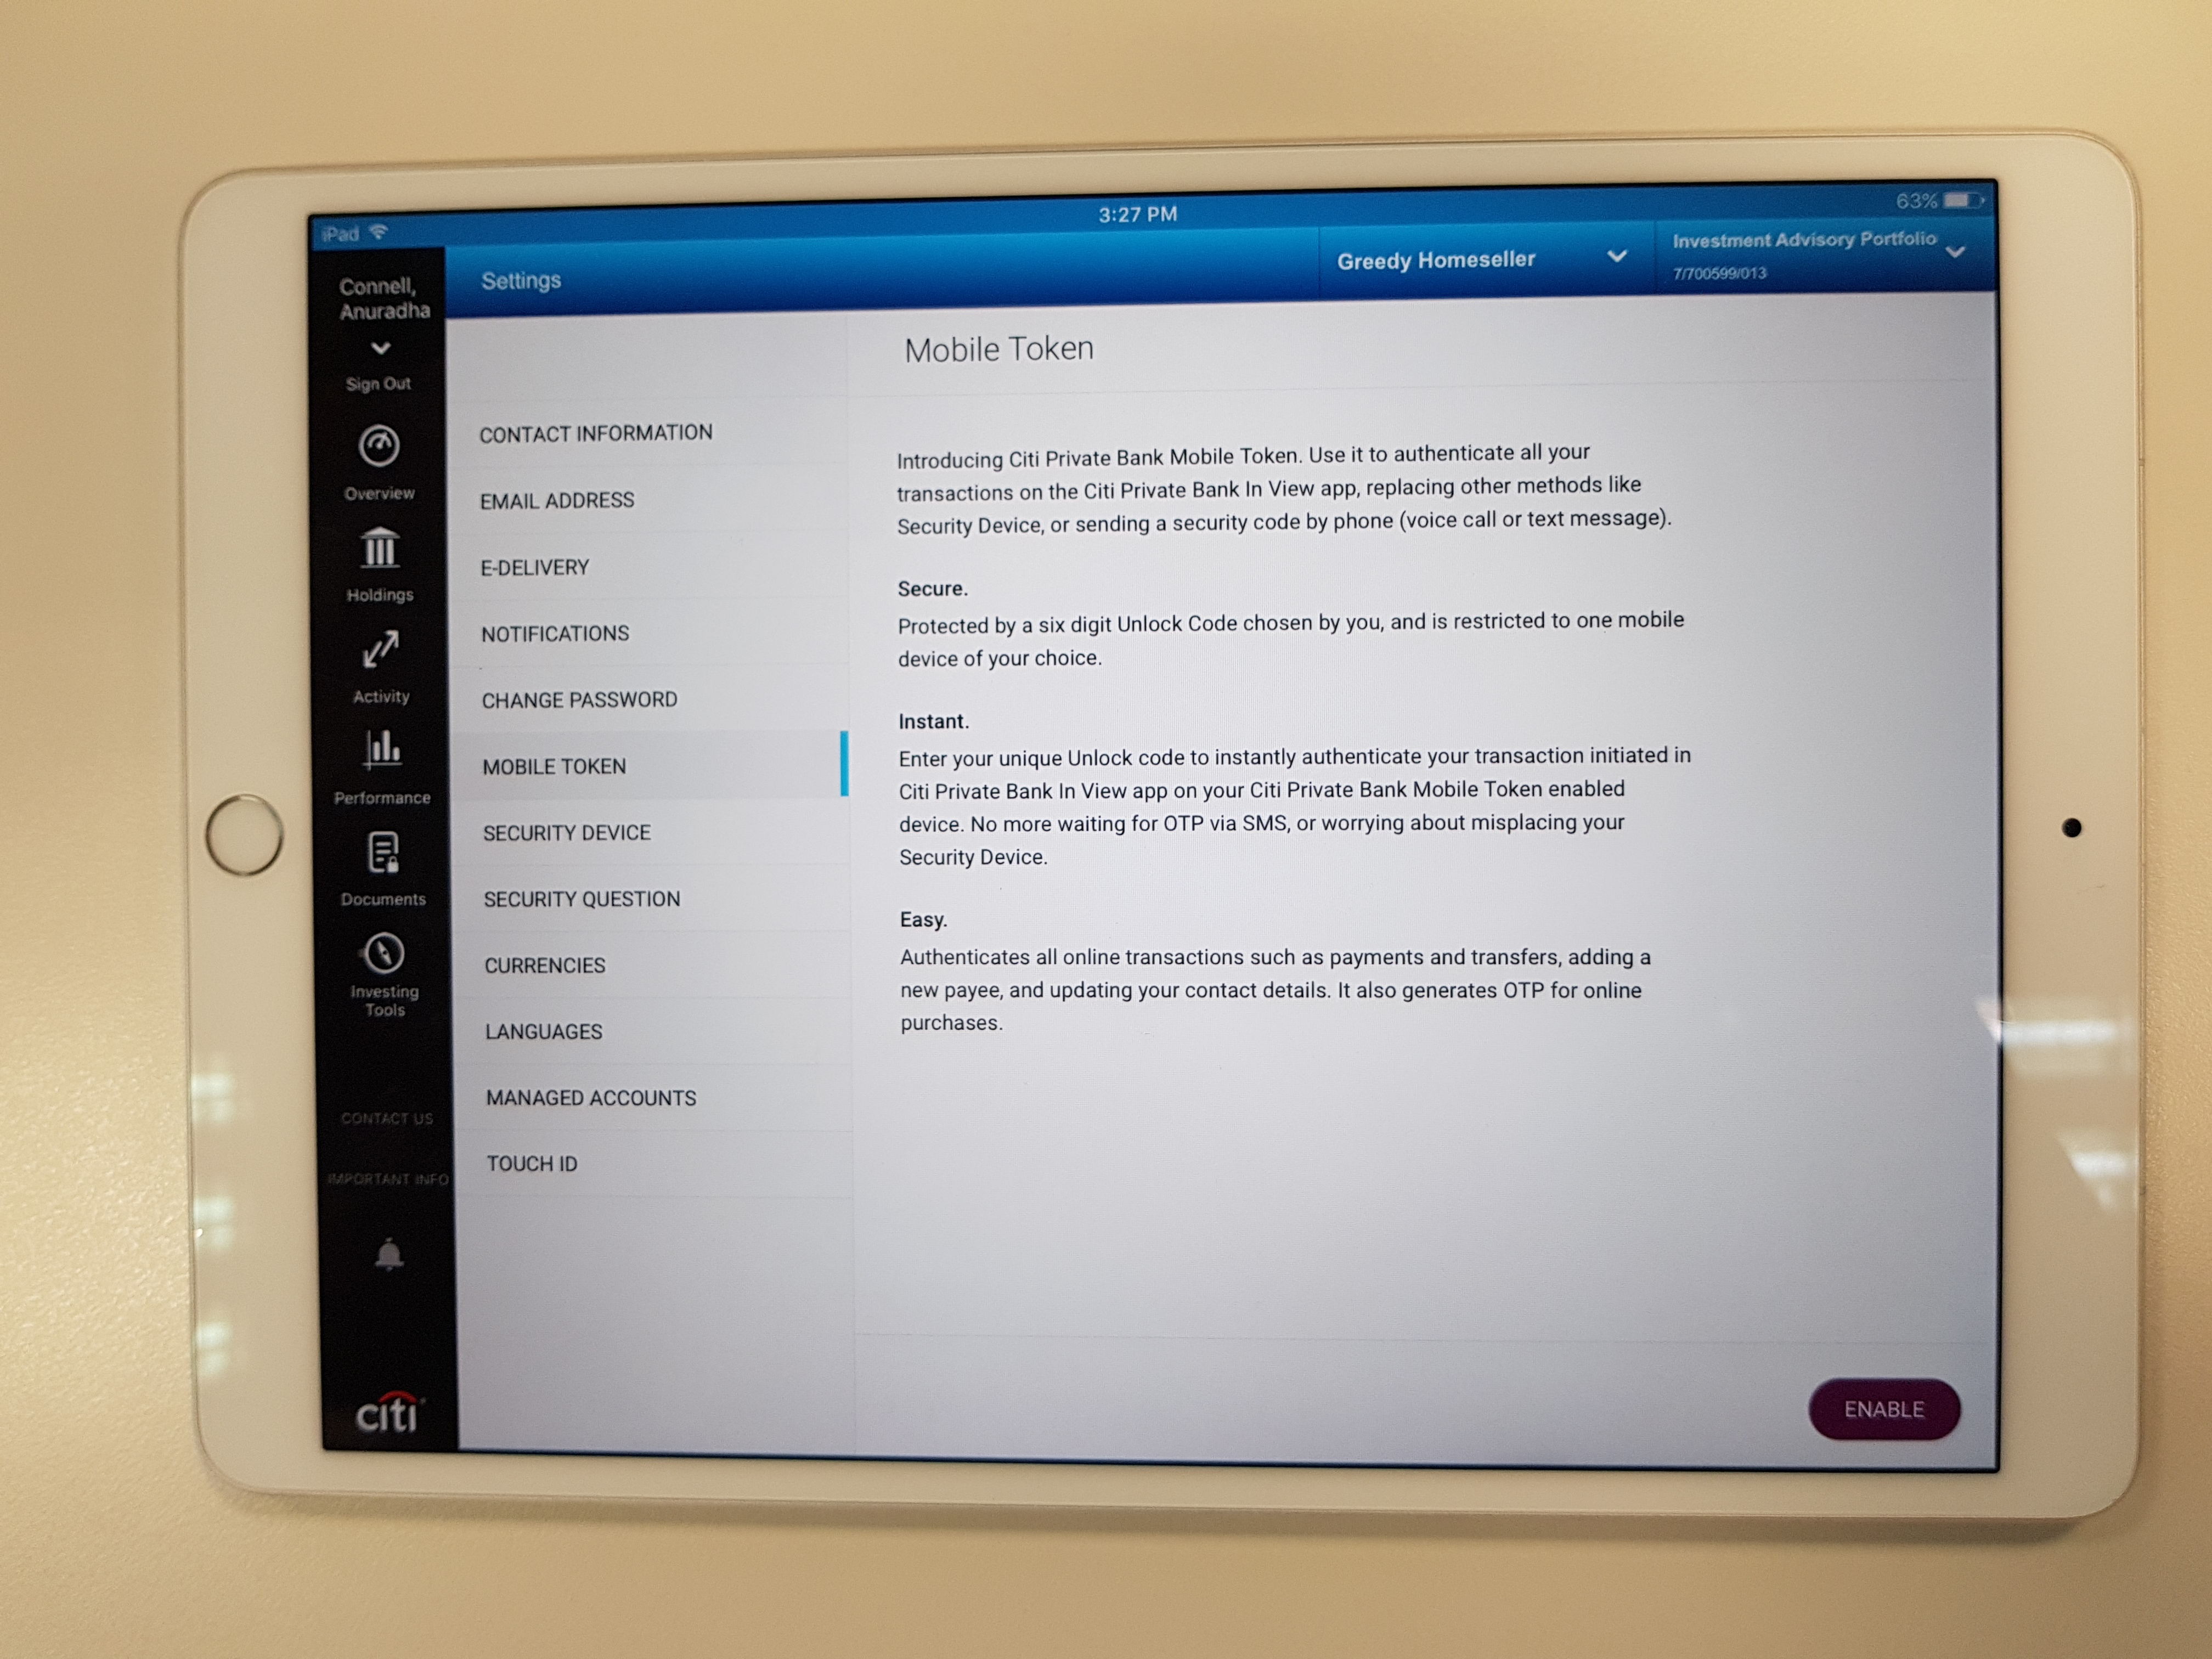 iPad
3:27 PM
63%
Connell,
Anuradha
Sign Out
Overview
Holdings
Activity
Performance
Documents
Investing
Tools
CONTACT US
IMPORTANT INFO
citi
Settings
Greedy Homeseller
Investment Advisory Portfolio
7/700599/013
CONTACT INFORMATION
EMAIL ADDRESS
E-DELIVERY
NOTIFICATIONS
CHANGE PASSWORD
MOBILE TOKEN
SECURITY DEVICE
SECURITY QUESTION
CURRENCIES
LANGUAGES
MANAGED ACCOUNTS
TOUCH ID
Mobile Token
Introducing Citi Private Bank Mobile Token. Use it to authenticate all your
transactions on the Citi Private Bank In View app, replacing other methods like
Security Device, or sending a security code by phone (voice call or text message).
Secure.
Protected by a six digit Unlock Code chosen by you, and is restricted to one mobile
device of your choice.
Instant.
Enter your unique Unlock code to instantly authenticate your transaction initiated in
Citi Private Bank In View app on your Citi Private Bank Mobile Token enabled
device. No more waiting for OTP via SMS, or worrying about misplacing your
Security Device.
Easy.
Authenticates all online transactions such as payments and transfers, adding a
new payee, and updating your contact details. It also generates OTP for online
purchases.
ENABLE